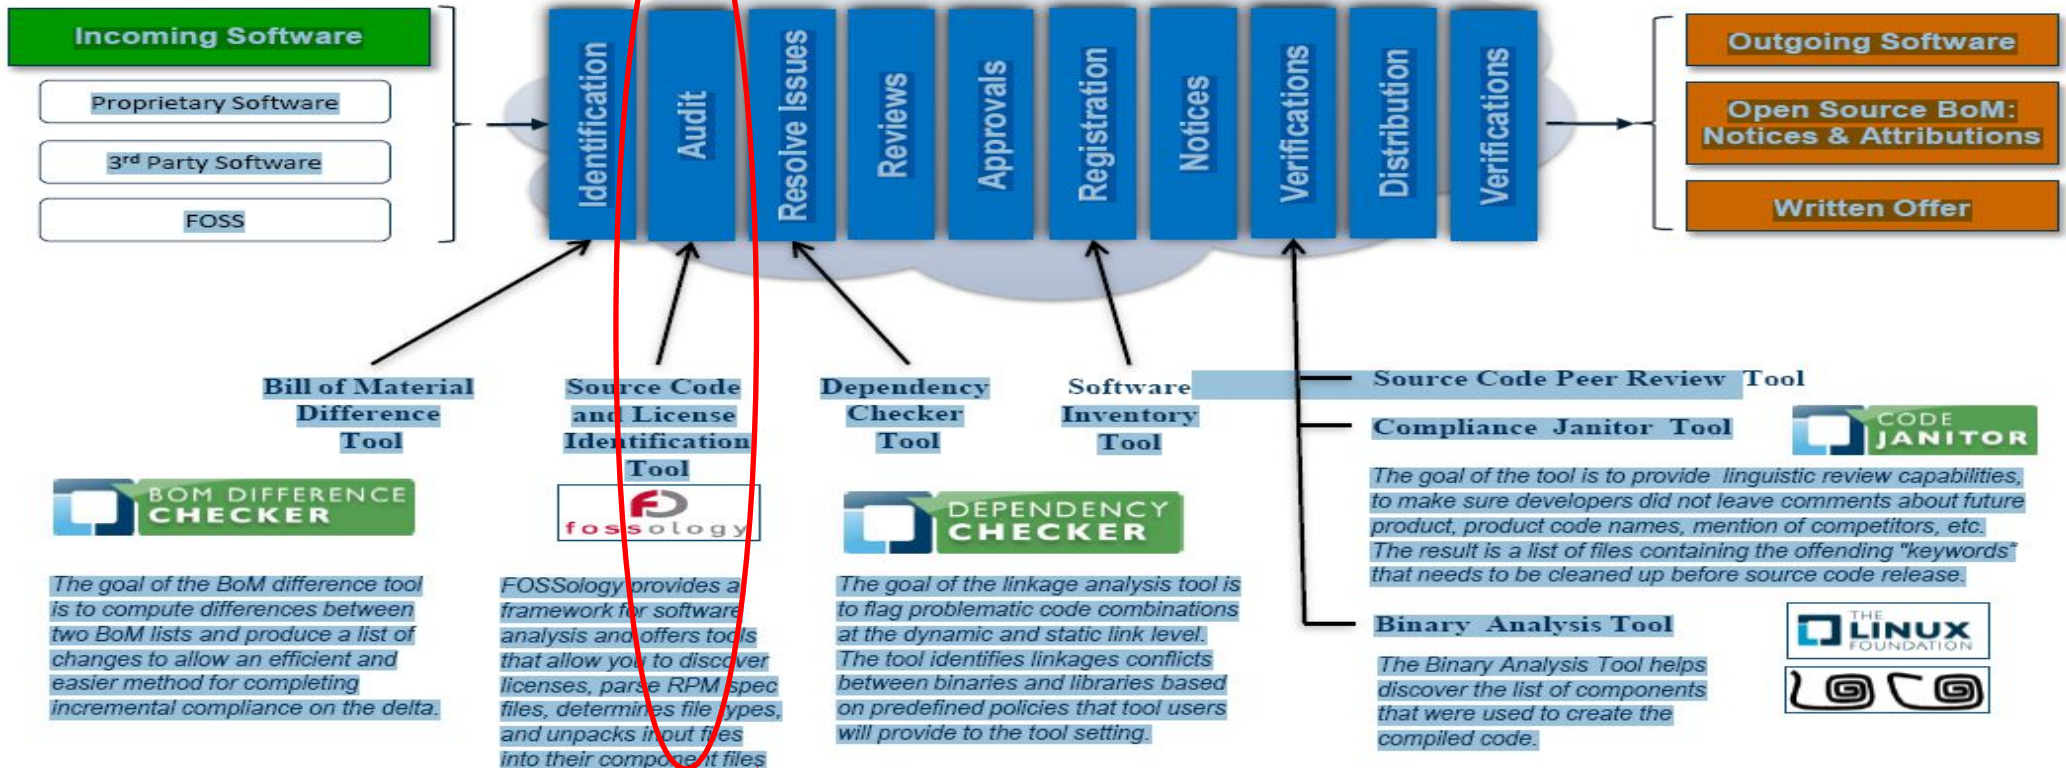 Incoming Software
Proprietary Software
3rd Party Software
FOSS
Identification
Audit
Resolve Issues
Reviews
Approvals
Registration
Notices
Verifications
Distribution
Verifications
Outgoing Software
Open Source BoM:
Notices & Attributions
Written Offer
Bill of Material
Difference
Tool
BOM DIFFERENCE
CHECKER
The goal of the BoM difference tool
is to compute differences between
two BoM lists and produce a list of
changes to allow an efficient and
easier method for completing
incremental compliance on the delta.
Source Code
and License
Identification
Tool
fossology
FOSSology provides a
framework for software
analysis and offers tools
that allow you to discover
licenses, parse RPM spec
files, determines file types,
and unpacks input files
into their component files
Dependency
Checker
Tool
DEPENDENCY
CHECKER
The goal of the linkage analysis tool is
to flag problematic code combinations
at the dynamic and static link level.
The tool identifies linkages conflicts
between binaries and libraries based
on predefined policies that tool users
will provide to the tool setting.
Software
Inventory
Tool
Source Code Peer Review Tool
Compliance Janitor Tool
CODE
JANITOR
The goal of the tool is to provide linguistic review capabilities,
to make sure developers did not leave comments about future
product, product code names, mention of competitors, etc.
The result is a list of files containing the offending "keywords"
that needs to be cleaned up before source code release.
Binary Analysis Tool
THE
LINUX
FOUNDATION
The Binary Analysis Tool helps
discover the list of components
that were used to create the
compiled code.